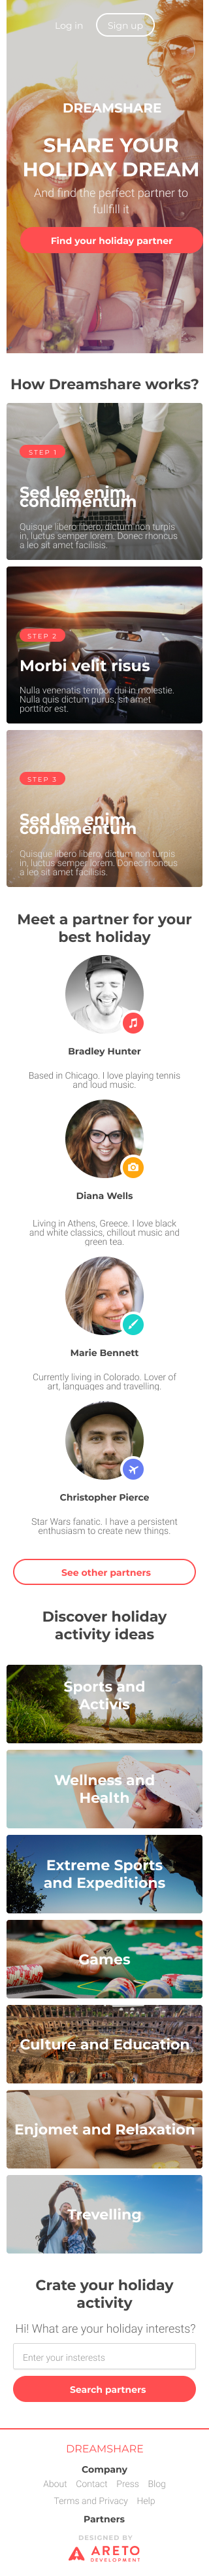 Log in Sign up
DREAMSHARE
SHARE YOUR
HOLIDAY DREAM
And find the perfect partner to
fullfill it
Find your holiday partner
How Dreamshare works?
STEP 1
Sed leo enim,
condimentum
Quisque libero libero, dictum non turpis
in, luctus semper lorem. Donec rhoncus
a leo sit amet facilisis.
STEP 2
Morbi velit risus
Nulla venenatis tempor dui in molestie.
Nulla quis dictum purus, sit amet
porttitor est.
STEP 3
Sed leo enim,
condimentum
Quisque libero libero, dictum non turpis
in, luctus semper lorem. Donec rhoncus
a leo sit amet facilisis.
Meet a partner for your
best holiday
Bradley Hunter
Based in Chicago. I love playing tennis
and loud music.
Diana Wells
Living in Athens, Greece. I love black
and white classics, chillout music and
green tea.
Marie Bennett
Currently living in Colorado. Lover of
art, languages and travelling.
Christopher Pierce
Star Wars fanatic. I have a persistent
enthusiasm to create new things.
See other partners
Discover holiday
activity ideas
Sports and
Activis
Wellness and
Health
Extreme Sports
and Expeditions
Games
Culture and Education
Enjomet and Relaxation
Trevelling
Crate your holiday
activity
Hi! What are your holiday interests?
Enter your insterests
Search partners
DREAMSHARE
Company
About Contact Press Blog
Terms and Privacy Help
Partners
DESIGNED BY
ARETO
DEVELOPMENT